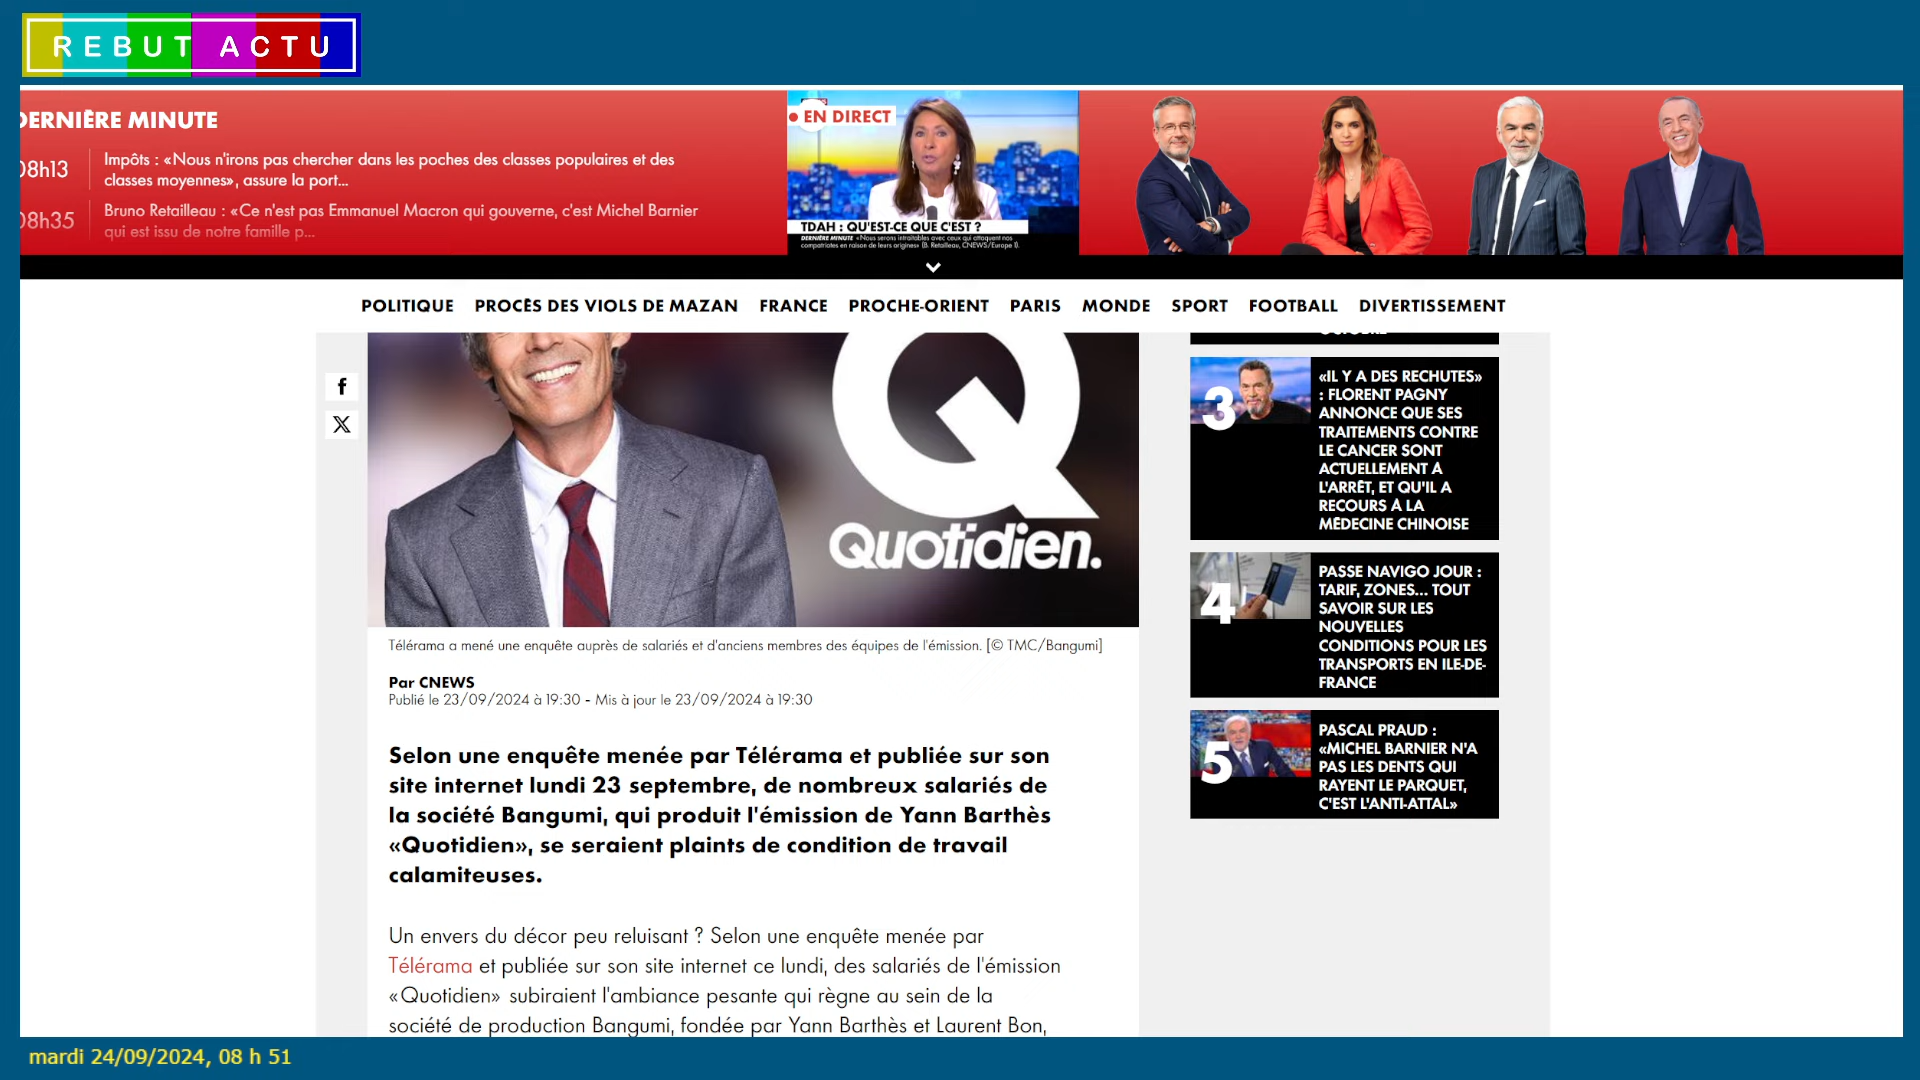 REBUT ACTU
DERNIÈRE MINUTE
08h13
Impôts : «Nous n'irons pas chercher dans les poches des classes populaires et des
classes moyennes», assure la port...
08h35
Bruno Retailleau : «Ce n'est pas Emmanuel Macron qui gouverne, c'est Michel Barnier
qui est issu de notre famille p...
EN DIRECT
TDAH : QU'EST-CE QUE C'EST ?
DERNIÈRE MINUTE «Nous serons intraitables avec ceux qui attaquent nos
compatriotes en raison de leurs origines» (B. Retailleau, CNEWS/Europe 1).
POLITIQUE PROCÈS DES VIOLS DE MAZAN FRANCE PROCHE-ORIENT PARIS MONDE SPORT FOOTBALL DIVERTISSEMENT
Q
Quotidien.
Télérama a mené une enquête auprès de salariés et d'anciens membres des équipes de l'émission. [© TMC/Bangumi]
Par CNEWS
Publié le 23/09/2024 à 19:30 - Mis à jour le 23/09/2024 à 19:30
Selon une enquête menée par Télérama et publiée sur son
site internet lundi 23 septembre, de nombreux salariés de
la société Bangumi, qui produit l'émission de Yann Barthès
«Quotidien», se seraient plaints de condition de travail
calamiteuses.
Un envers du décor peu reluisant ? Selon une enquête menée par
Télérama et publiée sur son site internet ce lundi, des salariés de l'émission
«Quotidien» subiraient l'ambiance pesante qui règne au sein de la
société de production Bangumi, fondée par Yann Barthès et Laurent Bon,
OCTOBRE
3
«IL Y A DES RECHUTES»
: FLORENT PAGNY
ANNONCE QUE SES
TRAITEMENTS CONTRE
LE CANCER SONT
ACTUELLEMENT À
L'ARRÊT, ET QU'IL A
RECOURS À LA
MÉDECINE CHINOISE
4
PASSE NAVIGO JOUR :
TARIF, ZONES... TOUT
SAVOIR SUR LES
NOUVELLES
CONDITIONS POUR LES
TRANSPORTS EN ILE-DE-
FRANCE
5
PASCAL PRAUD :
«MICHEL BARNIER N'A
PAS LES DENTS QUI
RAYENT LE PARQUET,
C'EST L'ANTI-ATTAL»
mardi 24/09/2024, 08 h 51